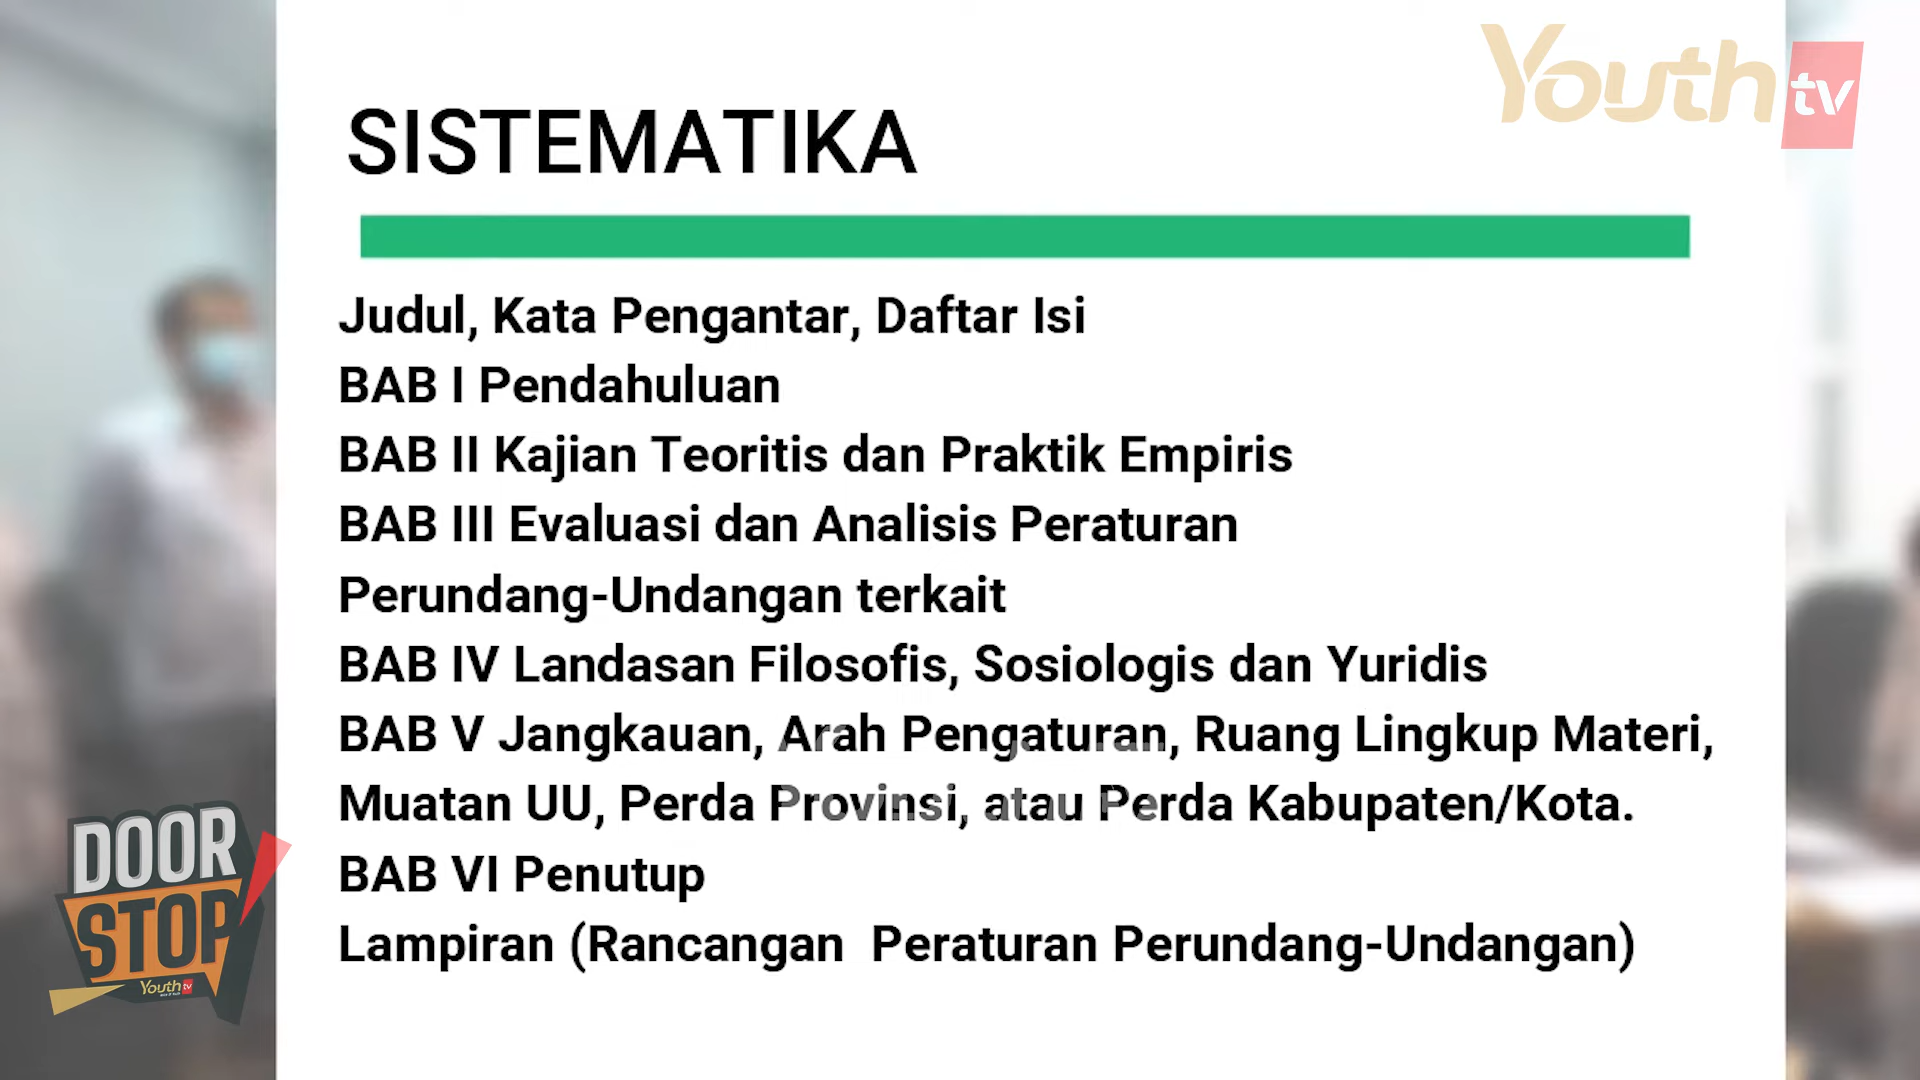 Youth tv
SISTEMATIKA
Judul, Kata Pengantar, Daftar Isi
BAB I Pendahuluan
BAB II Kajian Teoritis dan Praktik Empiris
BAB III Evaluasi dan Analisis Peraturan
Perundang-Undangan terkait
BAB IV Landasan Filosofis, Sosiologis dan Yuridis
BAB V Jangkauan, Arah Pengaturan, Ruang Lingkup Materi,
Muatan UU, Perda Provinsi, atau Perda Kabupaten/Kota.
BAB VI Penutup
Lampiran (Rancangan  Peraturan Perundang-Undangan)
DOOR
STOP
Youth tv